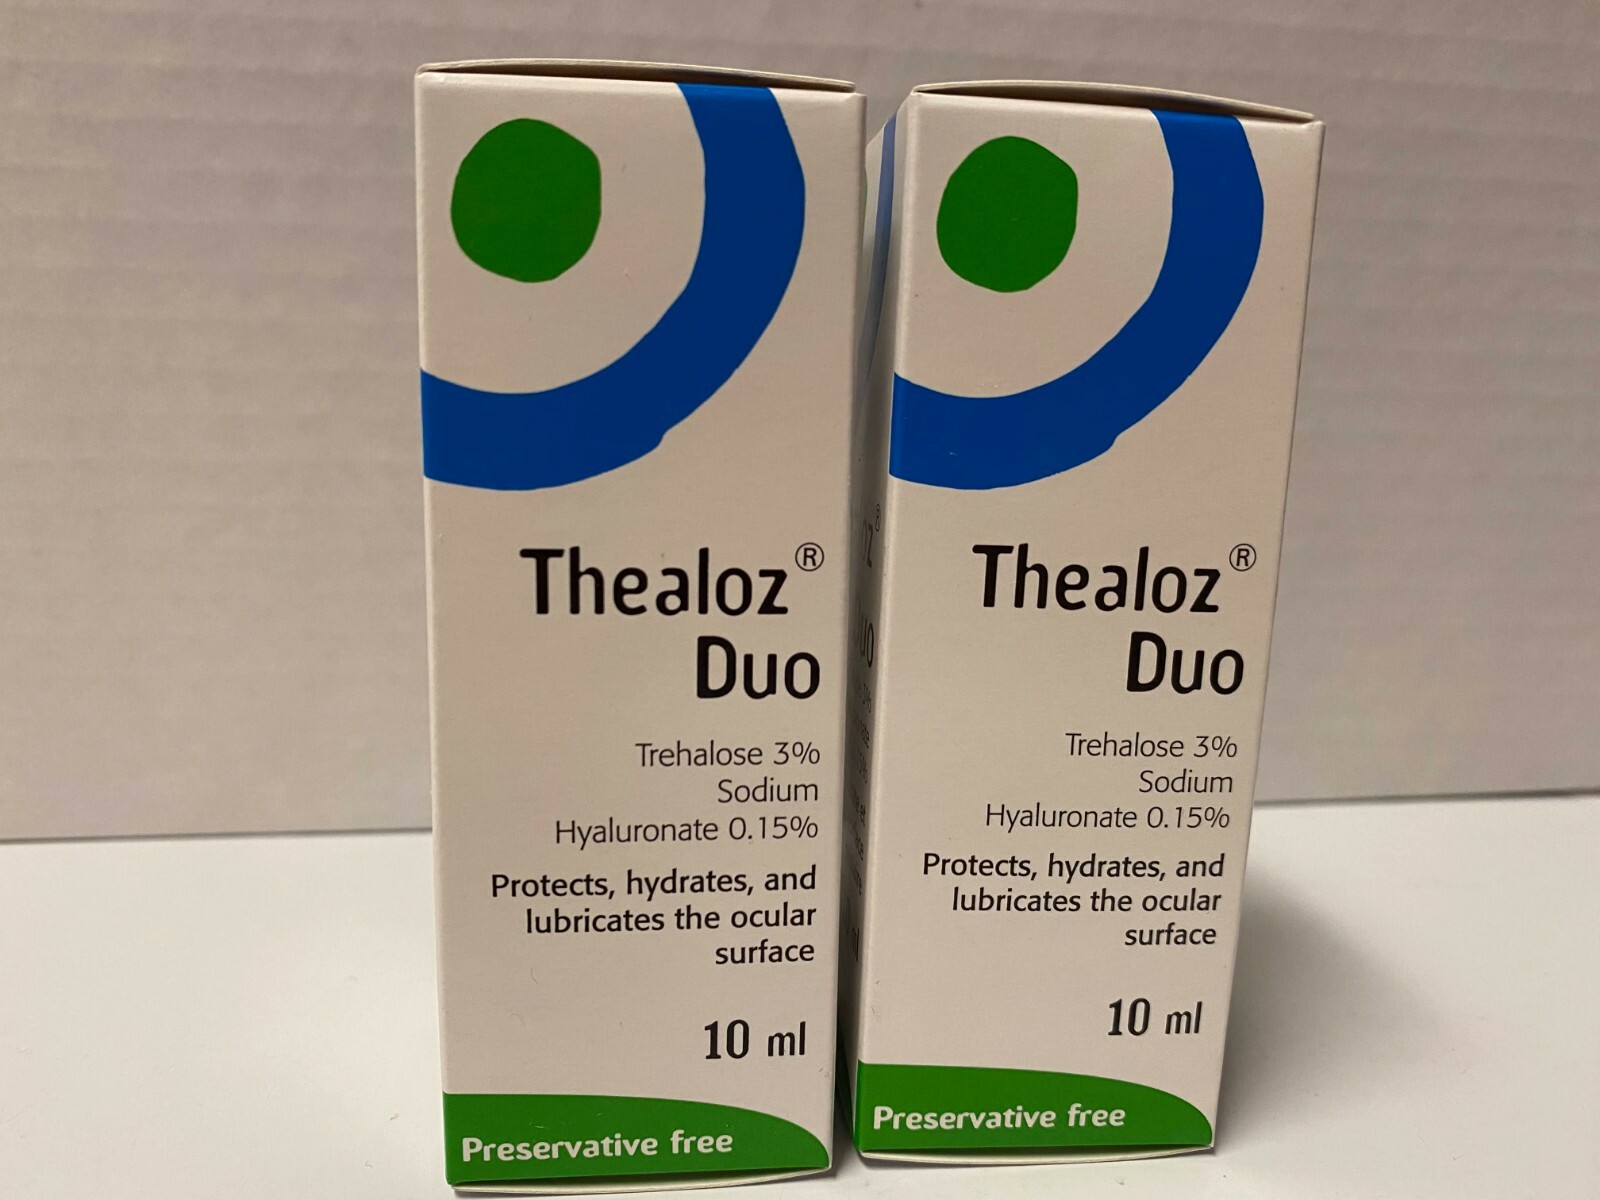 Thealoz®
Duo
Trehalose 3%
Sodium
Hyaluronate 0.15%
Protects, hydrates, and
lubricates the ocular
surface
10 ml
Preservative free
Thealoz®
Duo
Trehalose 3%
Sodium
Hyaluronate 0.15%
Protects, hydrates, and
lubricates the ocular
surface
10 ml
Preservative free